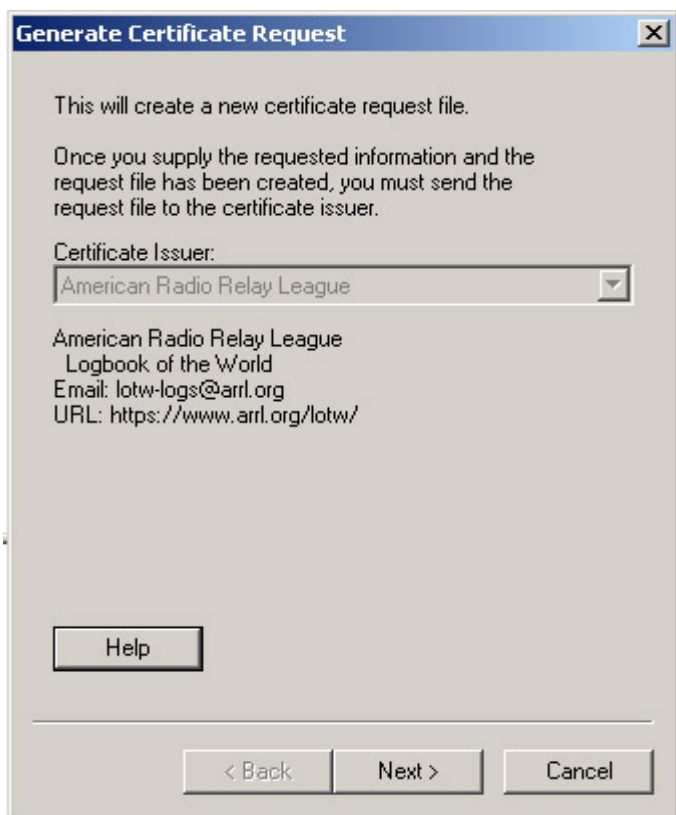 Generate Certificate Request
This will create a new certificate request file.
Once you supply the requested information and the
request file has been created, you must send the
request file to the certificate issuer.
Certificate Issuer:
American Radio Relay League
American Radio Relay League
Logbook of the World
Email: lotw-logs@arrl.org
URL: https://www.arrl.org/lotw/
Help
< Back Next > Cancel